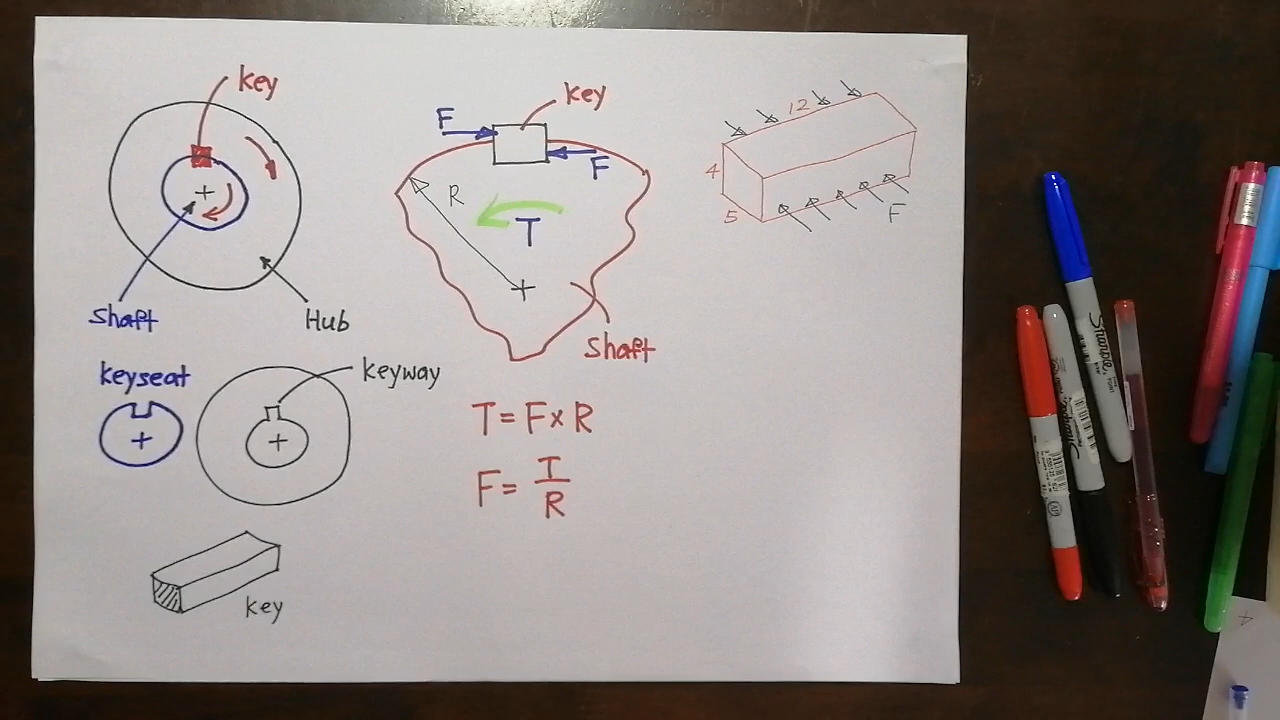 key
Shaft
Hub
keyseat
keyway
key
F
key
F
R
T
Shaft
T = F x R
F = T
R
12
4
5
F
Sharpie